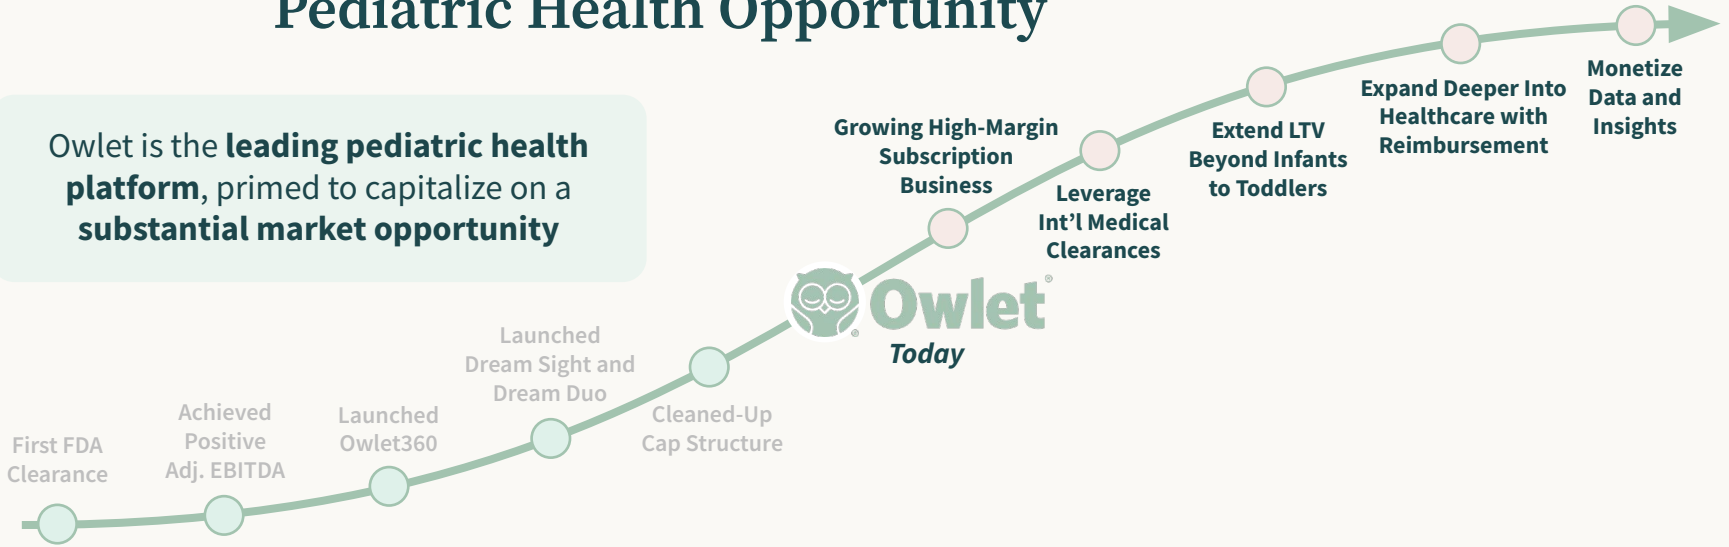 Pediatric Health Opportunity
Owlet is the leading pediatric health
platform, primed to capitalize on a
substantial market opportunity
First FDA
Clearance
Achieved
Positive
Adj. EBITDA
Launched
Owlet360
Launched
Dream Sight and
Dream Duo
Cleaned-Up
Cap Structure
Owlet®
Today
Growing High-Margin
Subscription
Business
Leverage
Int’l Medical
Clearances
Extend LTV
Beyond Infants
to Toddlers
Expand Deeper Into
Healthcare with
Reimbursement
Monetize
Data and
Insights